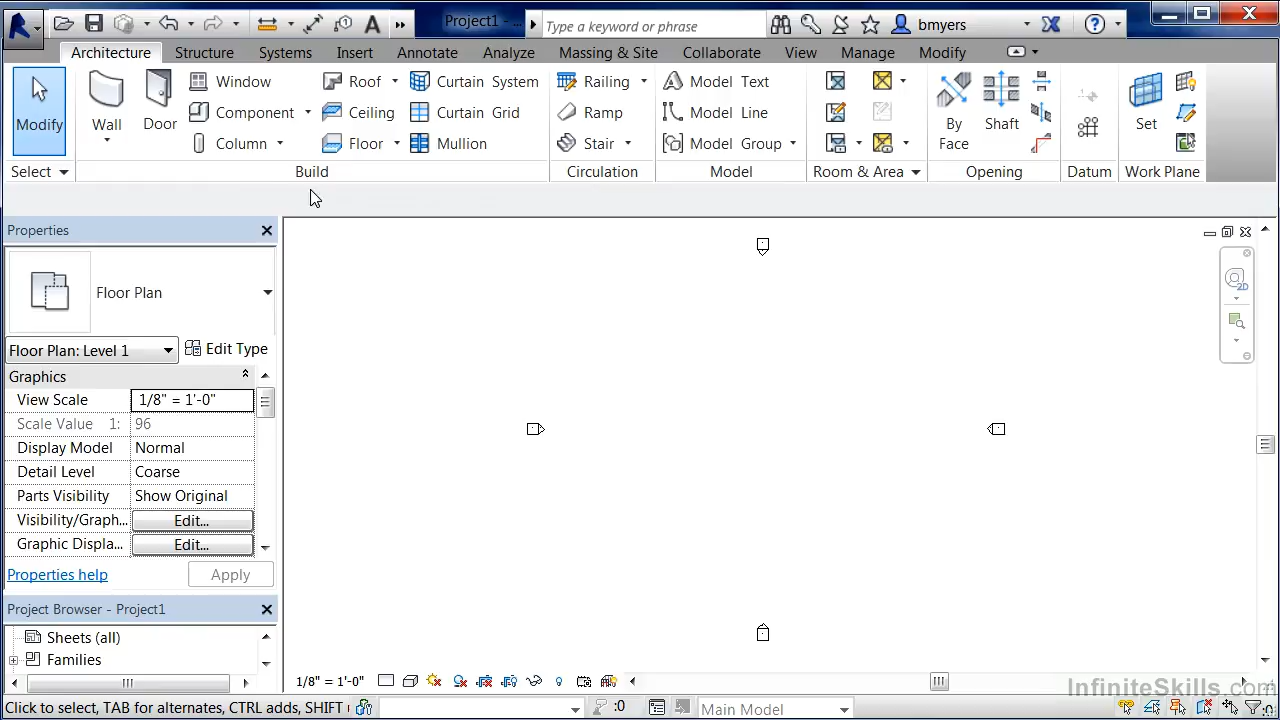 Project1 - ...
Type a keyword or phrase
bmyers
Architecture Structure Systems Insert Annotate Analyze Massing & Site Collaborate View Manage Modify
Modify
Wall
Door
Window
Component
Column
Roof
Ceiling
Floor
Curtain System
Curtain Grid
Mullion
Railing
Ramp
Stair
Model Text
Model Line
Model Group
By
Face
Shaft
Set
Select Build Circulation Model Room & Area Opening Datum Work Plane
Properties
Floor Plan
Floor Plan: Level 1 Edit Type
Graphics
View Scale 1/8" = 1'-0"
Scale Value 1: 96
Display Model Normal
Detail Level Coarse
Parts Visibility Show Original
Visibility/Graph... Edit...
Graphic Displa... Edit...
Properties help Apply
Project Browser - Project1
Sheets (all)
Families
2D
1/8" = 1'-0"
InfiniteSkills.com
Click to select, TAB for alternates, CTRL adds, SHIFT
:0
Main Model
:0